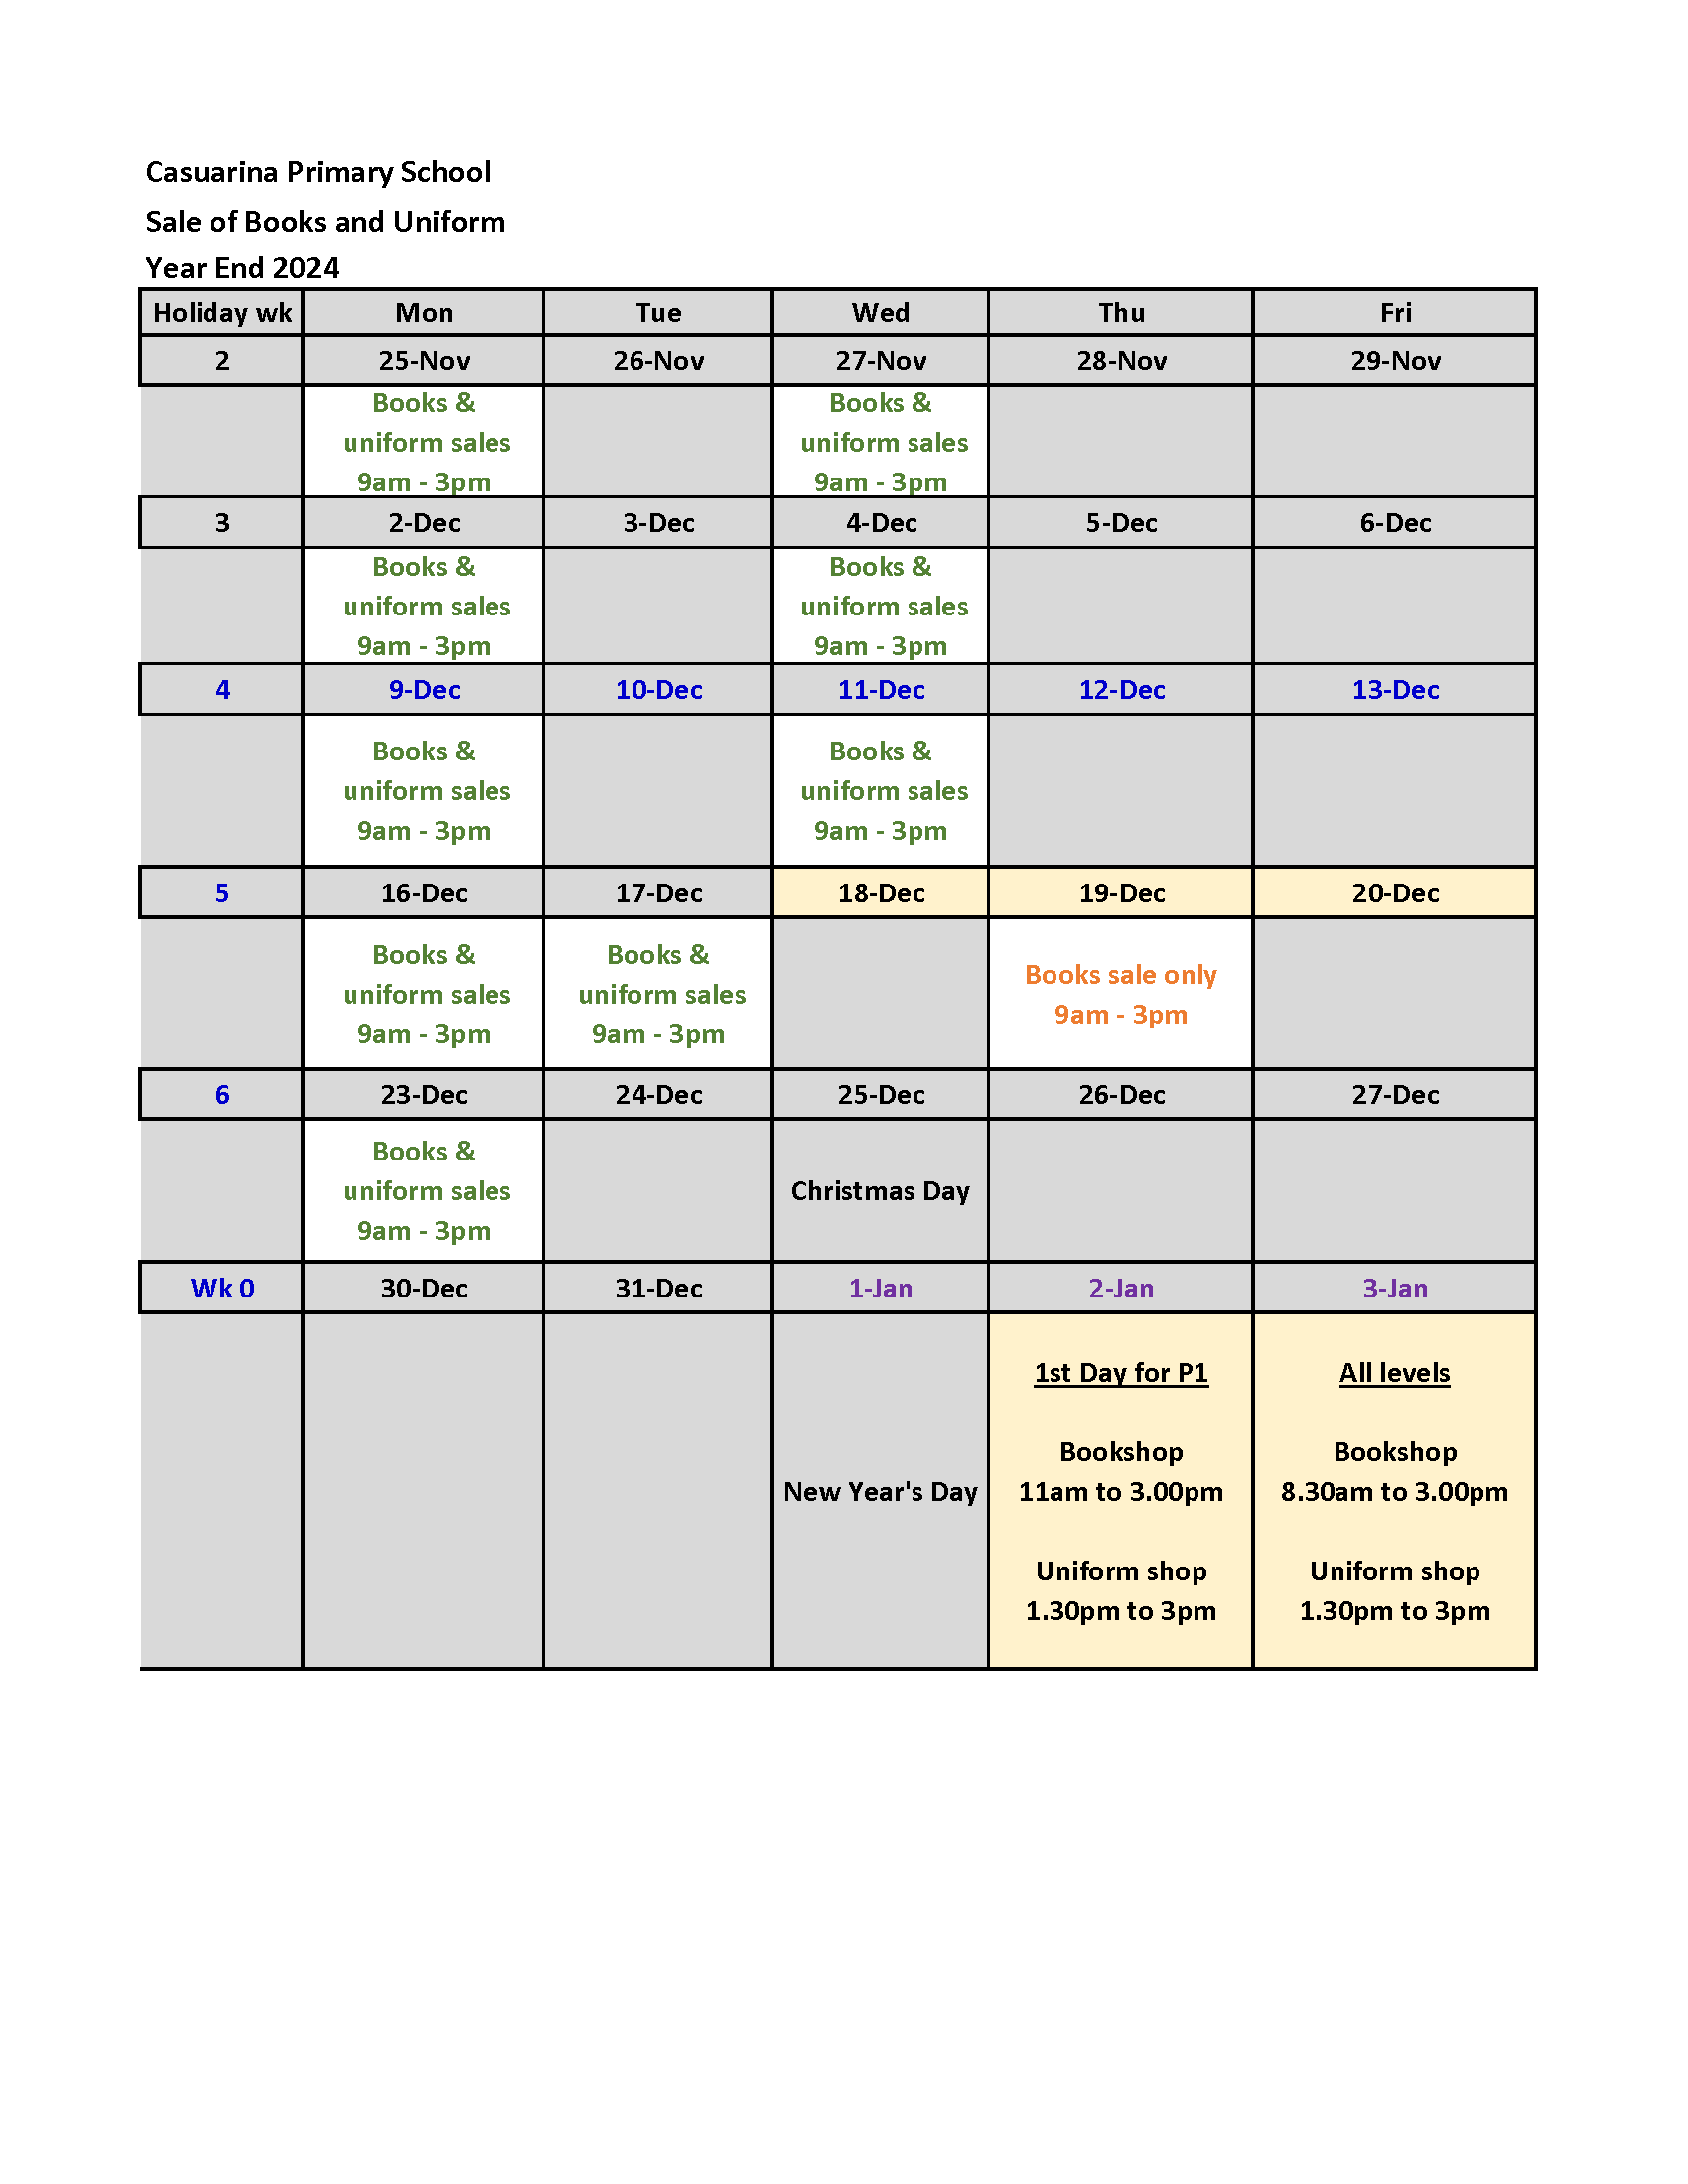 Casuarina Primary School
Sale of Books and Uniform
Year End 2024
Holiday wk Mon Tue Wed Thu Fri
2 25-Nov 26-Nov 27-Nov 28-Nov 29-Nov
Books &
uniform sales
9am - 3pm
Books &
uniform sales
9am - 3pm
3 2-Dec 3-Dec 4-Dec 5-Dec 6-Dec
Books &
uniform sales
9am - 3pm
Books &
uniform sales
9am - 3pm
4 9-Dec 10-Dec 11-Dec 12-Dec 13-Dec
Books &
uniform sales
9am - 3pm
Books &
uniform sales
9am - 3pm
5 16-Dec 17-Dec 18-Dec 19-Dec 20-Dec
Books &
uniform sales
9am - 3pm
Books &
uniform sales
9am - 3pm
Books sale only
9am - 3pm
6 23-Dec 24-Dec 25-Dec 26-Dec 27-Dec
Books &
uniform sales
9am - 3pm
Christmas Day
Wk 0 30-Dec 31-Dec 1-Jan 2-Jan 3-Jan
New Year's Day
1st Day for P1
Bookshop
11am to 3.00pm
Uniform shop
1.30pm to 3pm
All levels
Bookshop
8.30am to 3.00pm
Uniform shop
1.30pm to 3pm